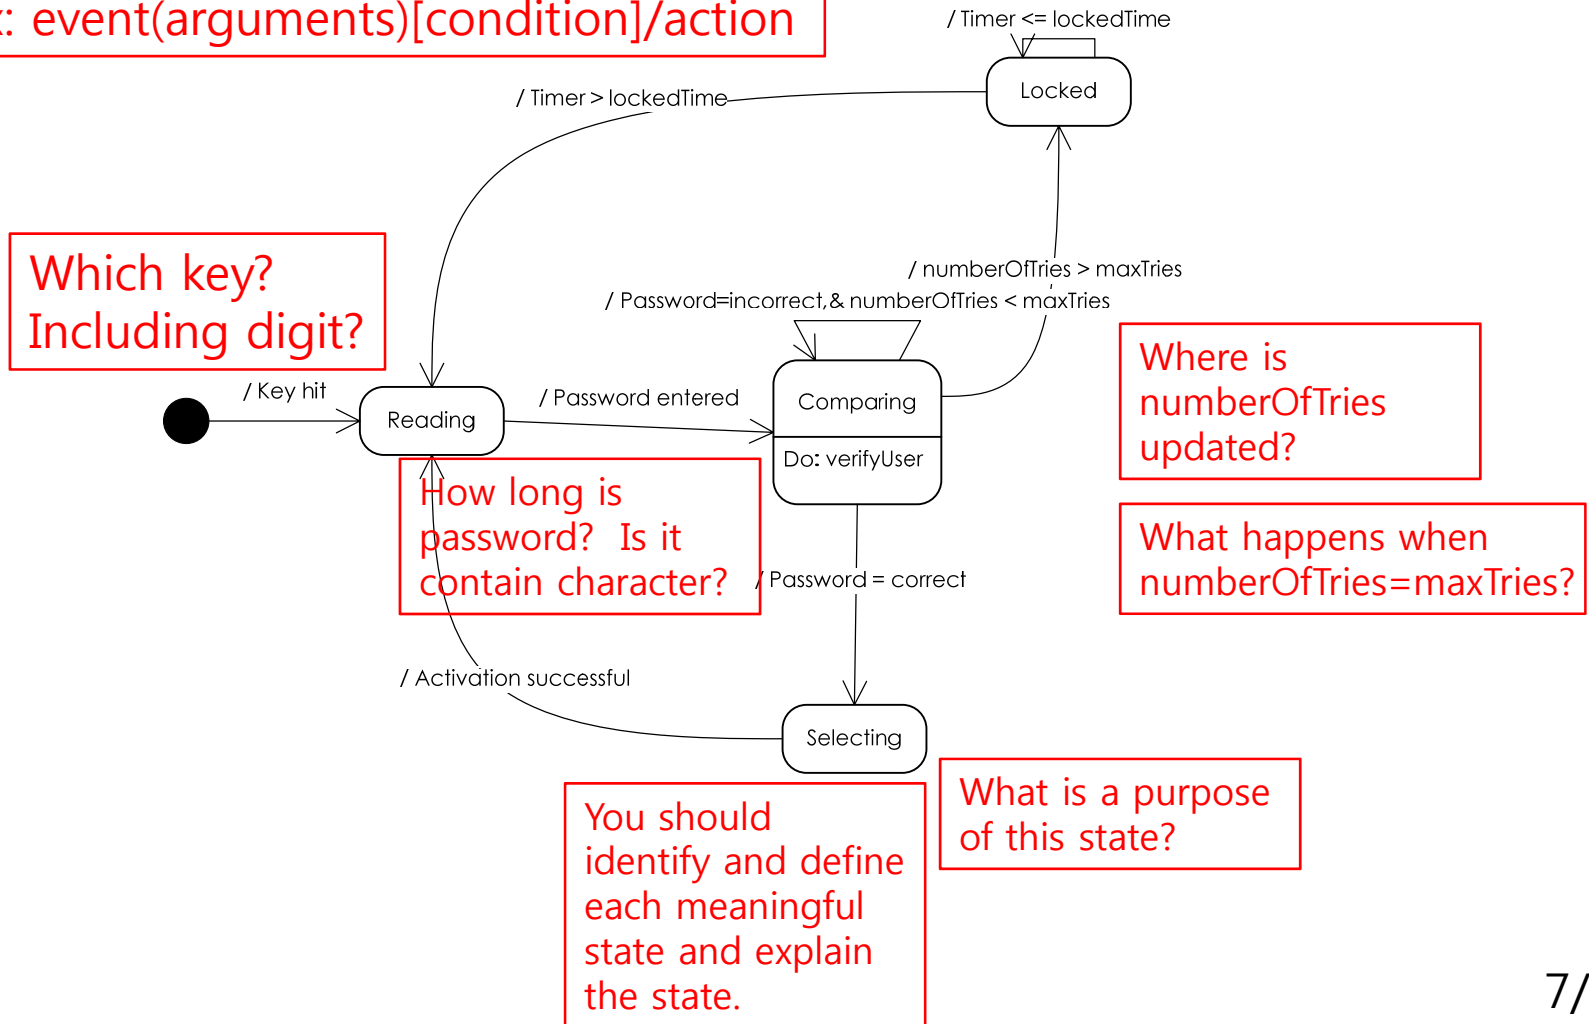 : event(arguments)[condition]/action
/ Timer <= lockedTime
Locked
/ Timer > lockedTime
Which key?
Including digit?
/ numberOfTries > maxTries
/ Password=incorrect,& numberOfTries < maxTries
Where is
numberOfTries
updated?
/ Key hit
Reading
/ Password entered
Comparing
Do: verifyUser
How long is
password? Is it
contain character?
What happens when
numberOfTries=maxTries?
/ Password = correct
/ Activation successful
Selecting
What is a purpose
of this state?
You should
identify and define
each meaningful
state and explain
the state.
7/